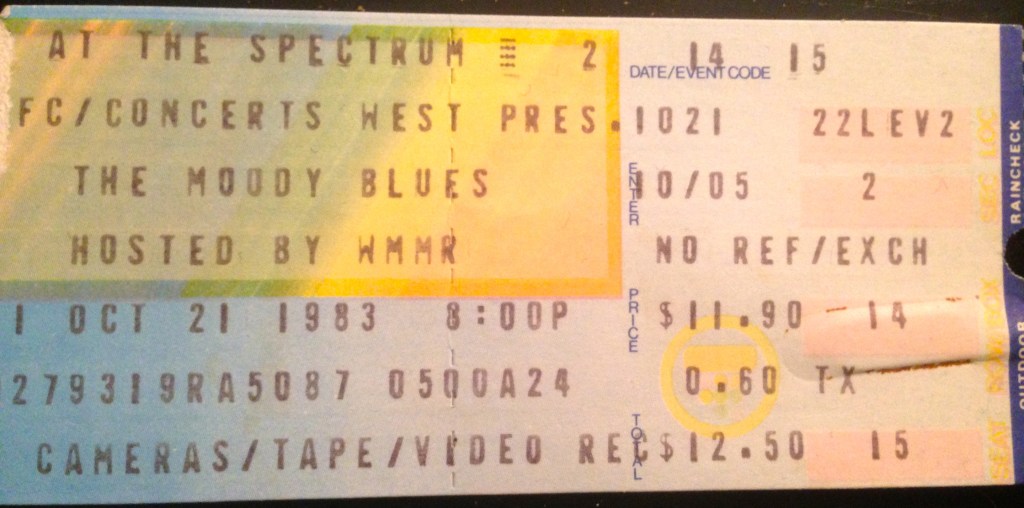 AT THE SPECTRUM 2 14 15
DATE/EVENT CODE
FC/CONCERTS WEST PRES. 1021 22LEV2
THE MOODY BLUES 10/05 2
ENTER
HOSTED BY WMMR NO REF/EXCH
1 OCT 21 1983 8:00P $11.90 14
PRICE
279319RA5087 0500A24 0.60 TX
CAMERAS/TAPE/VIDEO REC $12.50 15
TOTAL
SEC LOC
SEAT
RAINCHECK
OUTDOOR